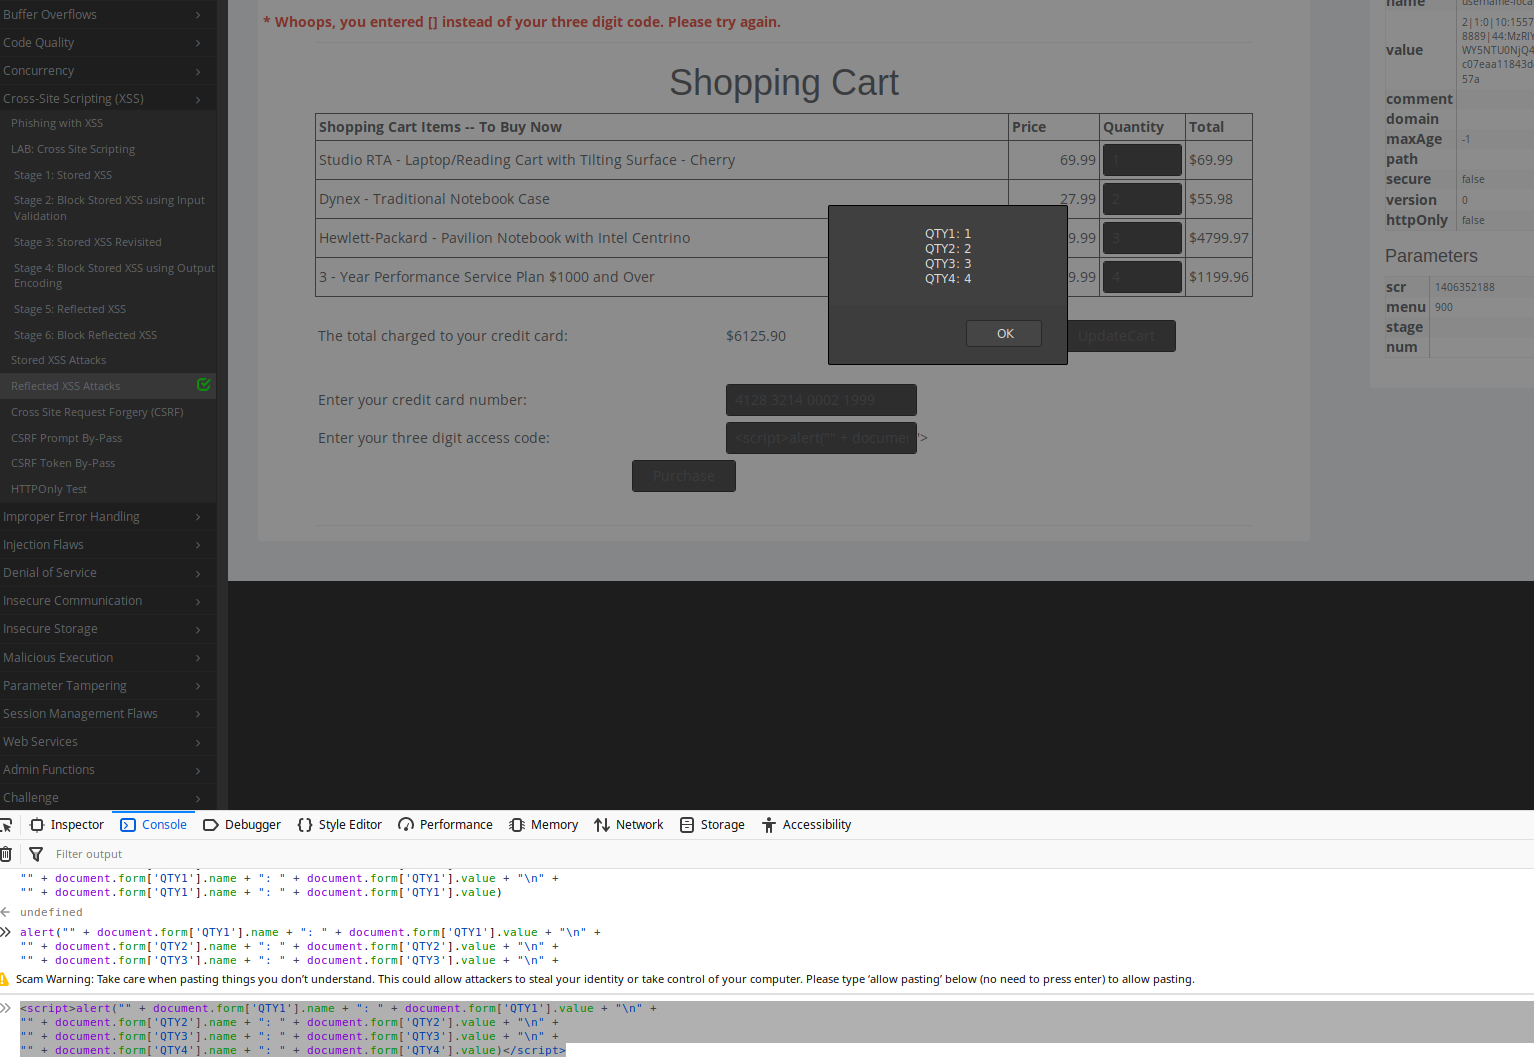 Buffer Overflows
Code Quality
Concurrency
Cross-Site Scripting (XSS)
Phishing with XSS
LAB: Cross Site Scripting
Stage 1: Stored XSS
Stage 2: Block Stored XSS using Input
Validation
Stage 3: Stored XSS Revisited
Stage 4: Block Stored XSS using Output
Encoding
Stage 5: Reflected XSS
Stage 6: Block Reflected XSS
Stored XSS Attacks
Reflected XSS Attacks
Cross Site Request Forgery (CSRF)
CSRF Prompt By-Pass
CSRF Token By-Pass
HTTPOnly Test
Improper Error Handling
Injection Flaws
Denial of Service
Insecure Communication
Insecure Storage
Malicious Execution
Parameter Tampering
Session Management Flaws
Web Services
Admin Functions
Challenge
* Whoops, you entered [] instead of your three digit code. Please try again.
Shopping Cart
Shopping Cart Items -- To Buy Now Price Quantity Total
Studio RTA - Laptop/Reading Cart with Tilting Surface - Cherry 69.99 1 $69.99
Dynex - Traditional Notebook Case 27.99 2 $55.98
Hewlett-Packard - Pavilion Notebook with Intel Centrino 9.99 3 $4799.97
3 - Year Performance Service Plan $1000 and Over 9.99 4 $1199.96
The total charged to your credit card: $6125.90 UpdateCart
Enter your credit card number: 4128 3214 0002 1999
Enter your three digit access code: <script>alert("" + docume '>
Purchase
QTY1: 1
QTY2: 2
QTY3: 3
QTY4: 4
OK
name
value 2|1:0|10:1557
8889|44:MzRlY
WY5NTU0NjQ4
c07eaa11843d
57a
comment
domain
maxAge -1
path
secure false
version 0
httpOnly false
Parameters
scr 1406352188
menu 900
stage
num
Inspector Console Debugger Style Editor Performance Memory Network Storage Accessibility
Filter output
"" + document.form['QTY1'].name + ": " + document.form['QTY1'].value + "\n" +
"" + document.form['QTY1'].name + ": " + document.form['QTY1'].value)
undefined
alert("" + document.form['QTY1'].name + ": " + document.form['QTY1'].value + "\n" +
"" + document.form['QTY2'].name + ": " + document.form['QTY2'].value + "\n" +
"" + document.form['QTY3'].name + ": " + document.form['QTY3'].value + "\n" +
Scam Warning: Take care when pasting things you don’t understand. This could allow attackers to steal your identity or take control of your computer. Please type ‘allow pasting’ below (no need to press enter) to allow pasting.
<script>alert("" + document.form['QTY1'].name + ": " + document.form['QTY1'].value + "\n" +
"" + document.form['QTY2'].name + ": " + document.form['QTY2'].value + "\n" +
"" + document.form['QTY3'].name + ": " + document.form['QTY3'].value + "\n" +
"" + document.form['QTY4'].name + ": " + document.form['QTY4'].value)</script>